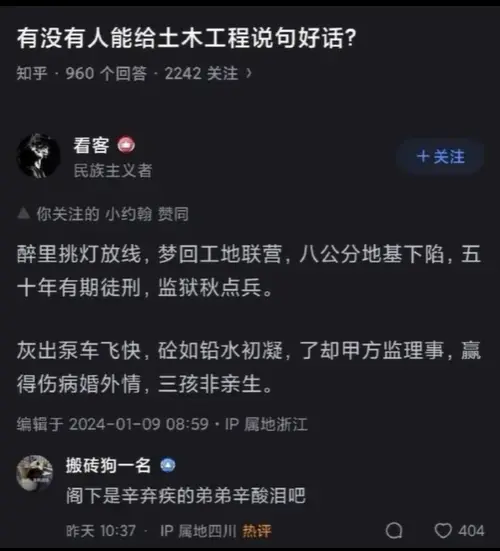 有没有人能给土木工程说句好话?
知乎 · 960 个回答 · 2242 关注 >
看客
民族主义者
+关注
▲ 你关注的 小约翰 赞同
醉里挑灯放线，梦回工地联营，八公分地基下陷，五
十年有期徒刑，监狱秋点兵。
灰出泵车飞快，砼如铅水初凝，了却甲方监理事，赢
得伤病婚外情，三孩非亲生。
编辑于 2024-01-09 08:59 · IP 属地浙江
搬砖狗一名
阁下是辛弃疾的弟弟辛酸泪吧
昨天 10:37 · IP 属地四川 热评
404